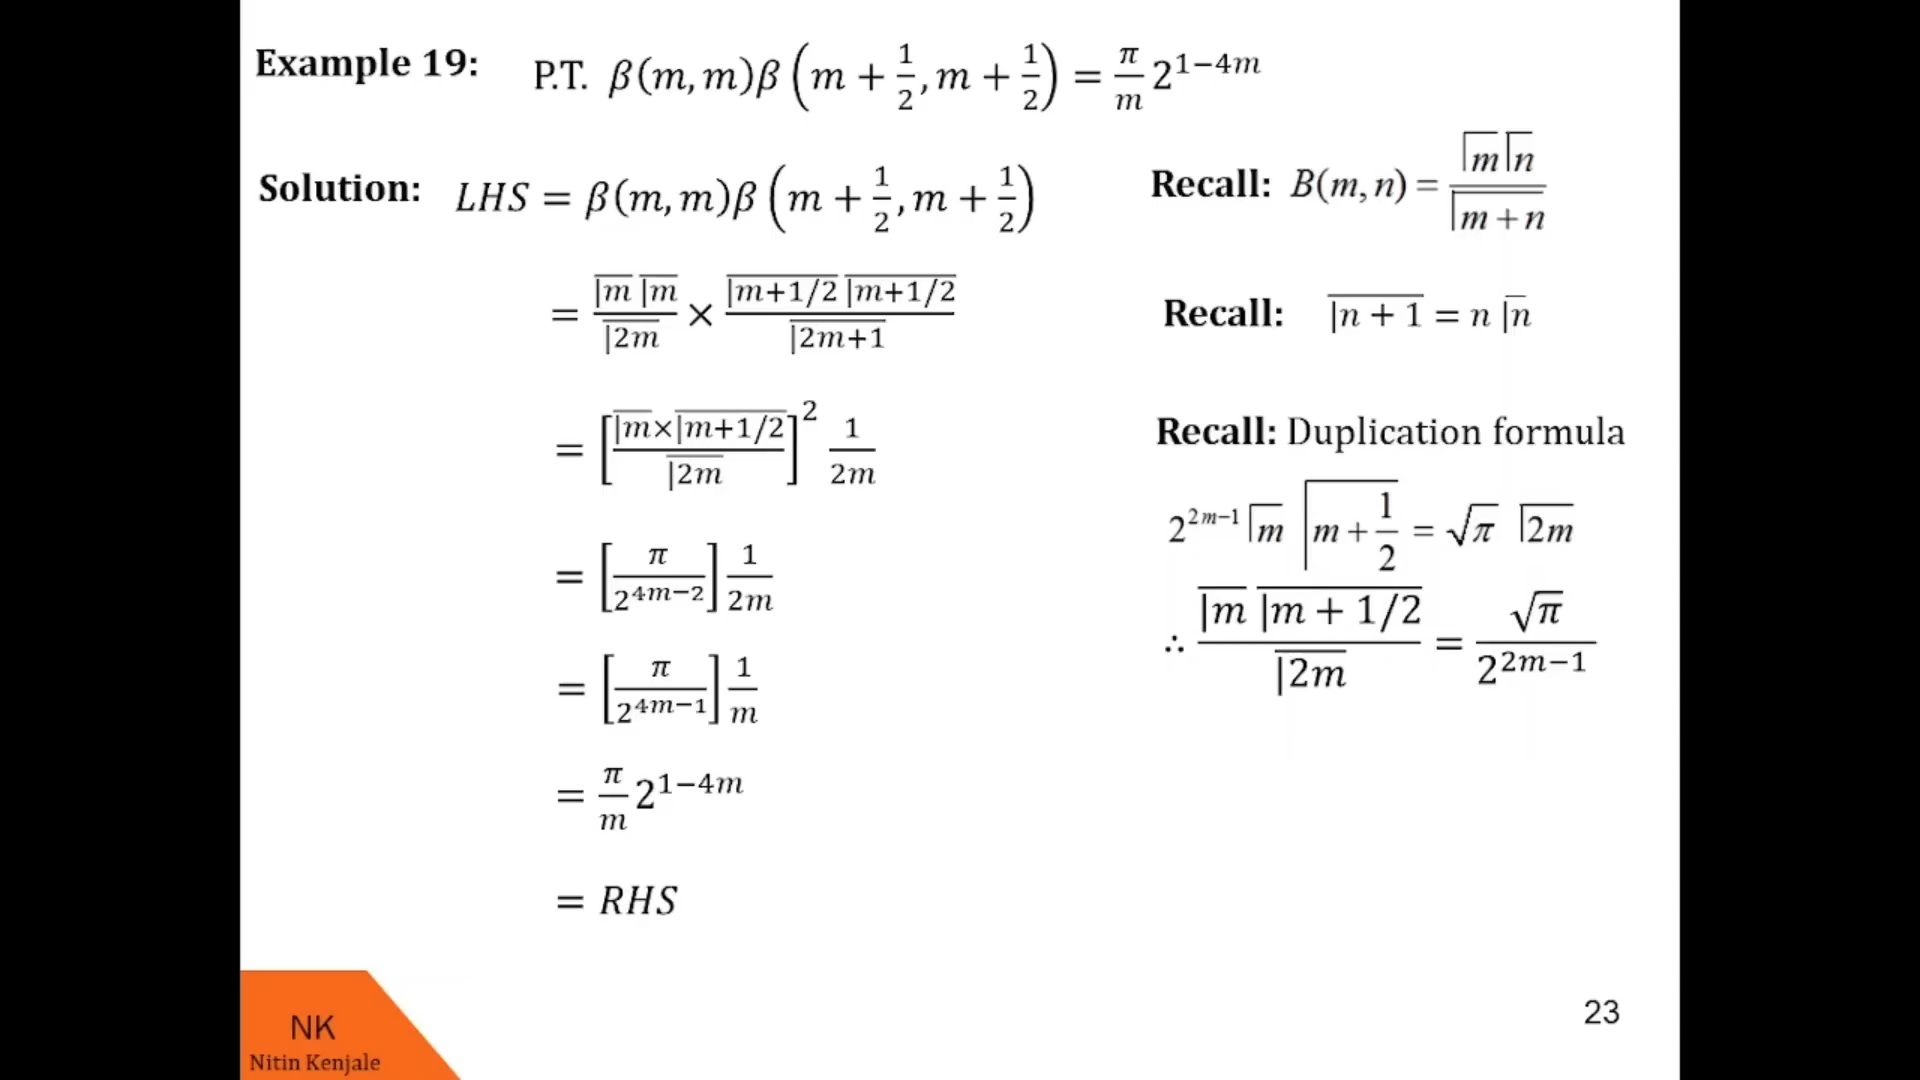 Example 19: P.T. β(m, m)β(m + 1/2, m + 1/2) = π/m 2^(1−4m)
Solution: LHS = β(m, m)β(m + 1/2, m + 1/2)
Recall: B(m, n) = (⌈m ⌈n)/(⌈m + n)
= (|m |m)/(|2m) × (|m+1/2 |m+1/2)/(|2m+1)
Recall: |n + 1 = n |n
= [(|m×|m+1/2)/(|2m)]^2 1/(2m)
Recall: Duplication formula
2^(2m−1) ⌈m ⌈m + 1/2 = √π ⌈2m
= [π/2^(4m−2)] 1/(2m)
∴ (|m |m + 1/2)/(|2m) = √π/2^(2m−1)
= [π/2^(4m−1)] 1/m
= π/m 2^(1−4m)
= RHS
NK
Nitin Kenjale
23